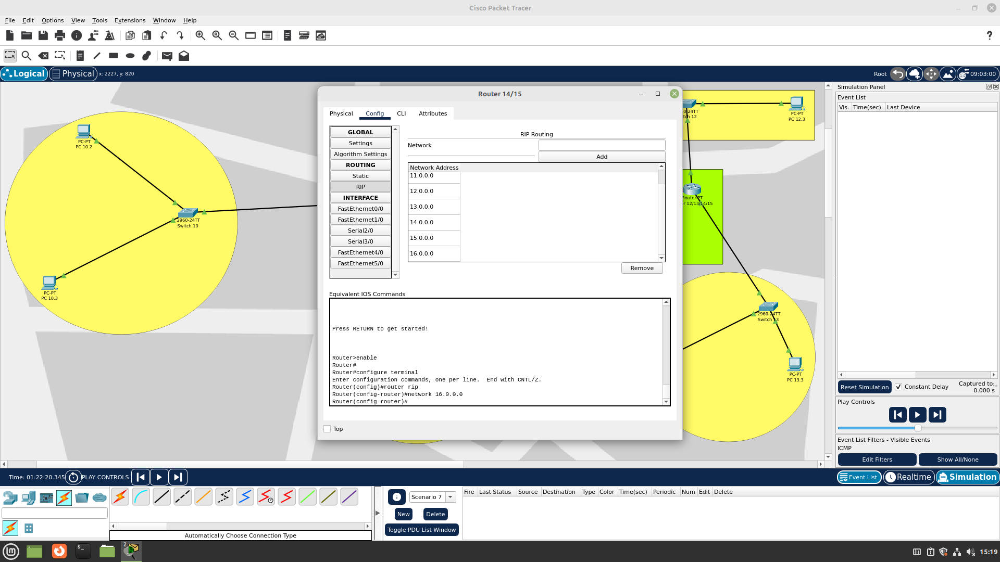 Cisco Packet Tracer
File Edit Options View Tools Extensions Window Help
Logical Physical x: 2227, y: 820
Root 09:03:00
PC-PT
PC 10.2
2960-24TT
Switch 10
PC-PT
PC 10.3
Router 14/15
Physical Config CLI Attributes
GLOBAL
Settings
Algorithm Settings
ROUTING
Static
RIP
INTERFACE
FastEthernet0/0
FastEthernet1/0
Serial2/0
Serial3/0
FastEthernet4/0
FastEthernet5/0
RIP Routing
Network
Add
Network Address
11.0.0.0
12.0.0.0
13.0.0.0
14.0.0.0
15.0.0.0
16.0.0.0
Remove
Equivalent IOS Commands
Press RETURN to get started!
Router>enable
Router#
Router#configure terminal
Enter configuration commands, one per line.  End with CNTL/Z.
Router(config)#router rip
Router(config-router)#network 16.0.0.0
Router(config-router)#
Top
12
PC-PT
PC 12.3
Router-PT
12/13/14/15
2960-24TT
Switch 13
PC-PT
PC 13.3
Simulation Panel
Event List
Vis. Time(sec) Last Device
Reset Simulation Constant Delay Captured to:
0.000 s
Play Controls
Event List Filters - Visible Events
ICMP
Edit Filters Show All/None
Time: 01:22:20.345 PLAY CONTROLS:
Event List Realtime Simulation
Automatically Choose Connection Type
Scenario 7
New Delete
Toggle PDU List Window
Fire Last Status Source Destination Type Color Time(sec) Periodic Num Edit Delete
2
15:19